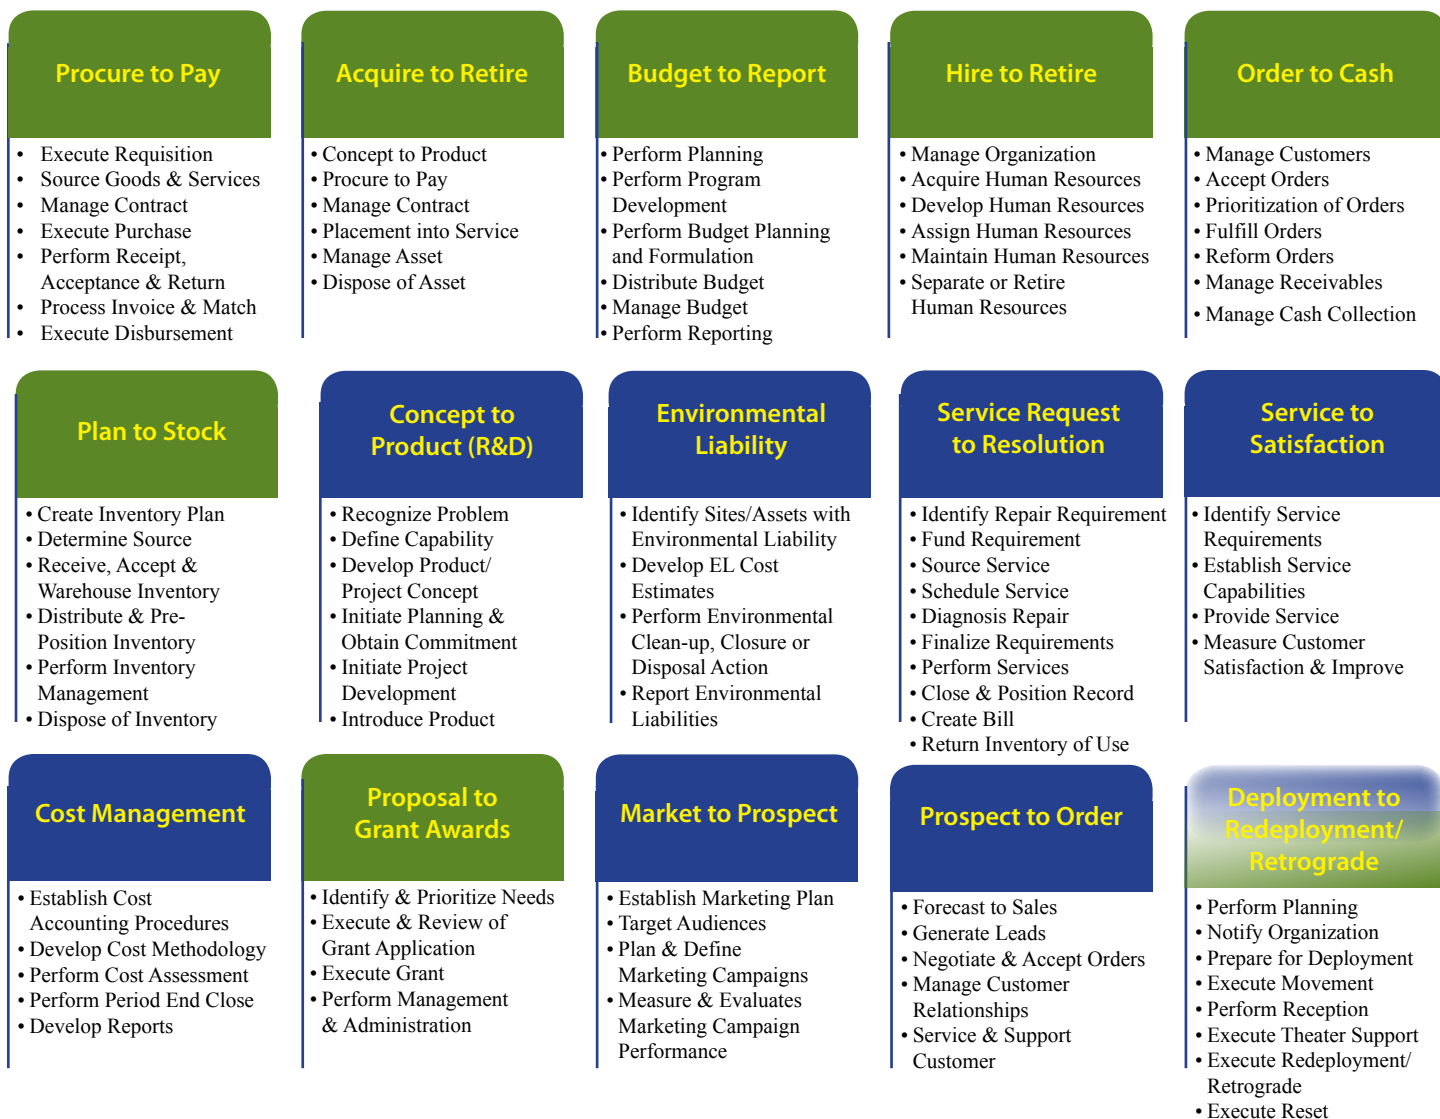 Procure to Pay
• Execute Requisition
• Source Goods & Services
• Manage Contract
• Execute Purchase
• Perform Receipt,
Acceptance & Return
• Process Invoice & Match
• Execute Disbursement
Acquire to Retire
• Concept to Product
• Procure to Pay
• Manage Contract
• Placement into Service
• Manage Asset
• Dispose of Asset
Budget to Report
• Perform Planning
• Perform Program
Development
• Perform Budget Planning
and Formulation
• Distribute Budget
• Manage Budget
• Perform Reporting
Hire to Retire
• Manage Organization
• Acquire Human Resources
• Develop Human Resources
• Assign Human Resources
• Maintain Human Resources
• Separate or Retire
Human Resources
Order to Cash
• Manage Customers
• Accept Orders
• Prioritization of Orders
• Fulfill Orders
• Reform Orders
• Manage Receivables
• Manage Cash Collection
Plan to Stock
• Create Inventory Plan
• Determine Source
• Receive, Accept &
Warehouse Inventory
• Distribute & Pre-
Position Inventory
• Perform Inventory
Management
• Dispose of Inventory
Concept to
Product (R&D)
• Recognize Problem
• Define Capability
• Develop Product/
Project Concept
• Initiate Planning &
Obtain Commitment
• Initiate Project
Development
• Introduce Product
Environmental
Liability
• Identify Sites/Assets with
Environmental Liability
• Develop EL Cost
Estimates
• Perform Environmental
Clean-up, Closure or
Disposal Action
• Report Environmental
Liabilities
Service Request
to Resolution
• Identify Repair Requirement
• Fund Requirement
• Source Service
• Schedule Service
• Diagnosis Repair
• Finalize Requirements
• Perform Services
• Close & Position Record
• Create Bill
• Return Inventory of Use
Service to
Satisfaction
• Identify Service
Requirements
• Establish Service
Capabilities
• Provide Service
• Measure Customer
Satisfaction & Improve
Cost Management
• Establish Cost
Accounting Procedures
• Develop Cost Methodology
• Perform Cost Assessment
• Perform Period End Close
• Develop Reports
Proposal to
Grant Awards
• Identify & Prioritize Needs
• Execute & Review of
Grant Application
• Execute Grant
• Perform Management
& Administration
Market to Prospect
• Establish Marketing Plan
• Target Audiences
• Plan & Define
Marketing Campaigns
• Measure & Evaluates
Marketing Campaign
Performance
Prospect to Order
• Forecast to Sales
• Generate Leads
• Negotiate & Accept Orders
• Manage Customer
Relationships
• Service & Support
Customer
Deployment to
Redeployment/
Retrograde
• Perform Planning
• Notify Organization
• Prepare for Deployment
• Execute Movement
• Perform Reception
• Execute Theater Support
• Execute Redeployment/
Retrograde
• Execute Reset